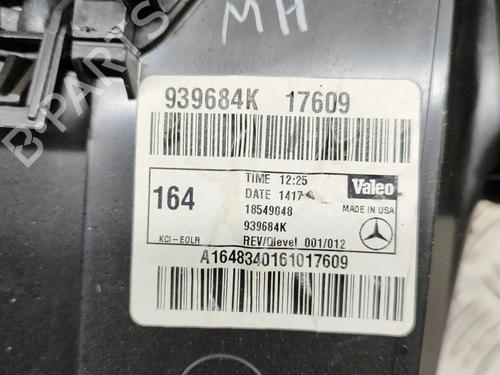 MH
939684K 17609
164
TIME 12:25
DATE 1417
18549048
939684K
REV/Qlevel 001/012
KCI-EOLR
Valeo
MADE IN USA
A1648340161017609
B-PARTS